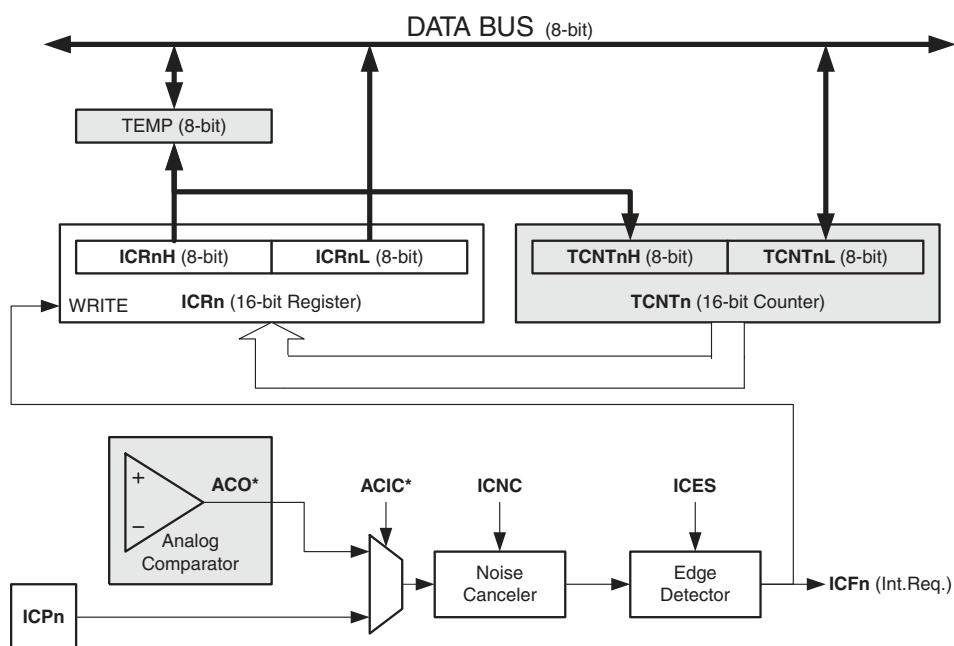 DATA BUS (8-bit)
TEMP (8-bit)
ICRnH (8-bit) ICRnL (8-bit) TCNTnH (8-bit) TCNTnL (8-bit)
WRITE ICRn (16-bit Register) TCNTn (16-bit Counter)
+
ACO* ACIC* ICNC ICES
−
Analog
Comparator
Noise
Canceler
Edge
Detector
ICFn (Int.Req.)
ICPn